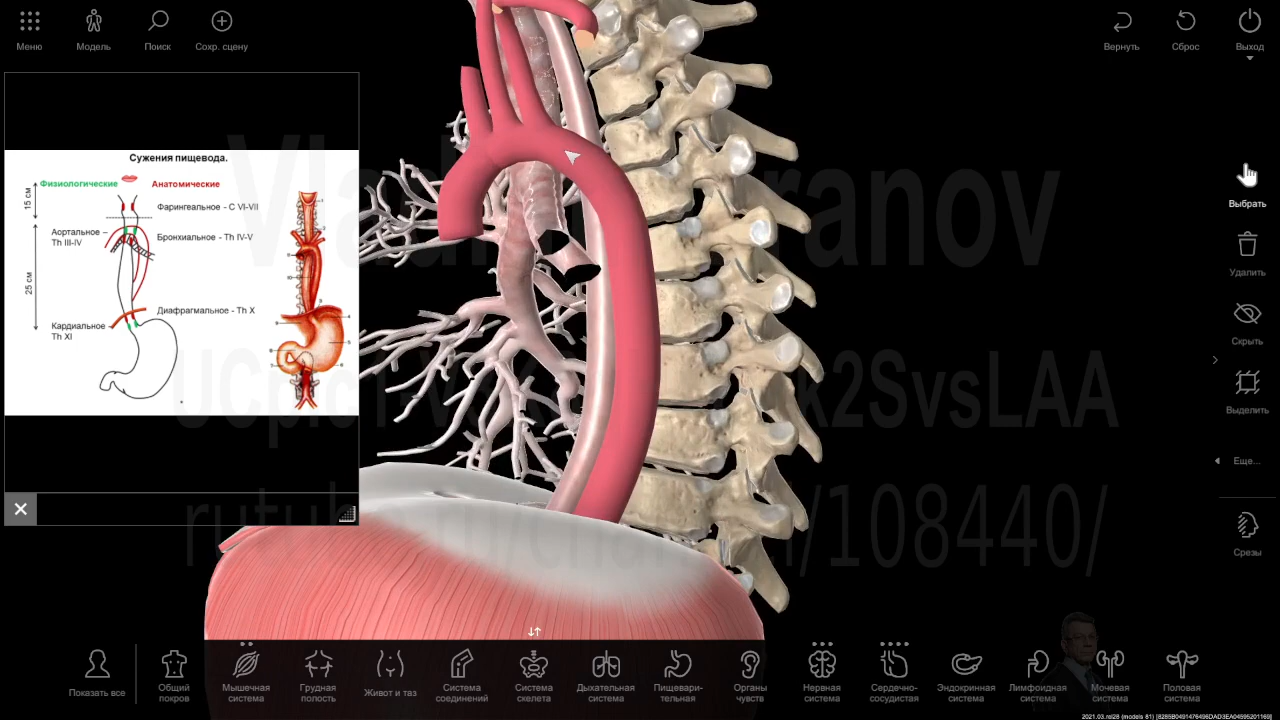 Меню
Модель
Поиск
Сохр. сцену
Вернуть
Сброс
Выход
Сужения пищевода.
Физиологические
Анатомические
15 см
Фарингеальное - С VI-VII
Аортальное –
Th III-IV
Бронхиальное - Th IV-V
25 см
Диафрагмальное - Th X
Кардиальное
Th XI
Выбрать
Удалить
Скрыть
Выделить
Еще...
Срезы
Показать все
Общий
покров
Мышечная
система
Грудная
полость
Живот и таз
Система
соединений
Система
скелета
Дыхательная
система
Пищевари-
тельная
Органы
чувств
Нервная
система
Сердечно-
сосудистая
Эндокринная
система
Лимфоидная
система
Мочевая
система
Половая
система